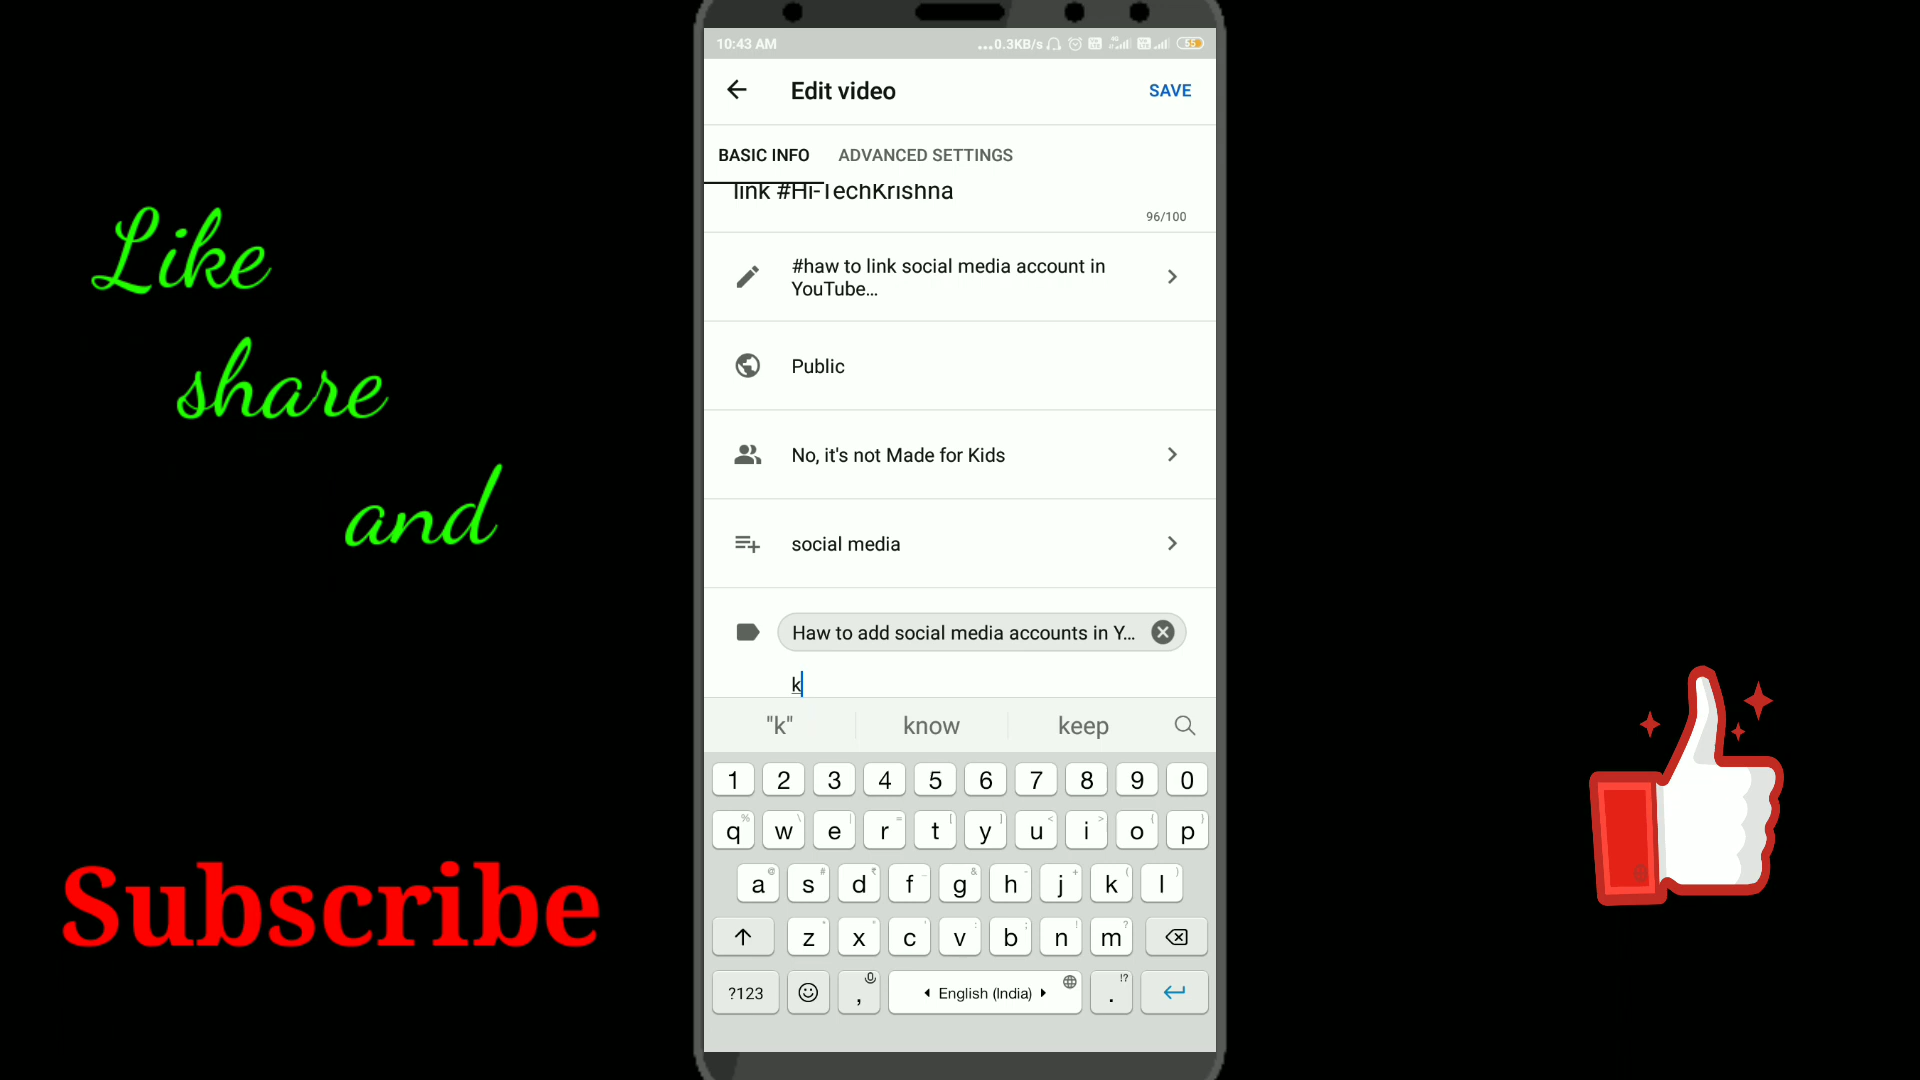 Like
share
and
Subscribe
10:43 AM
...0.3KB/s
55
Edit video
SAVE
BASIC INFO
ADVANCED SETTINGS
link #Hi-TechKrishna
96/100
#haw to link social media account in
YouTube...
Public
No, it's not Made for Kids
social media
Haw to add social media accounts in Y...
k
"k"
know
keep
1 2 3 4 5 6 7 8 9 0
q w e r t y u i o p
a s d f g h j k l
z x c v b n m
?123
,
English (India)
.
!?